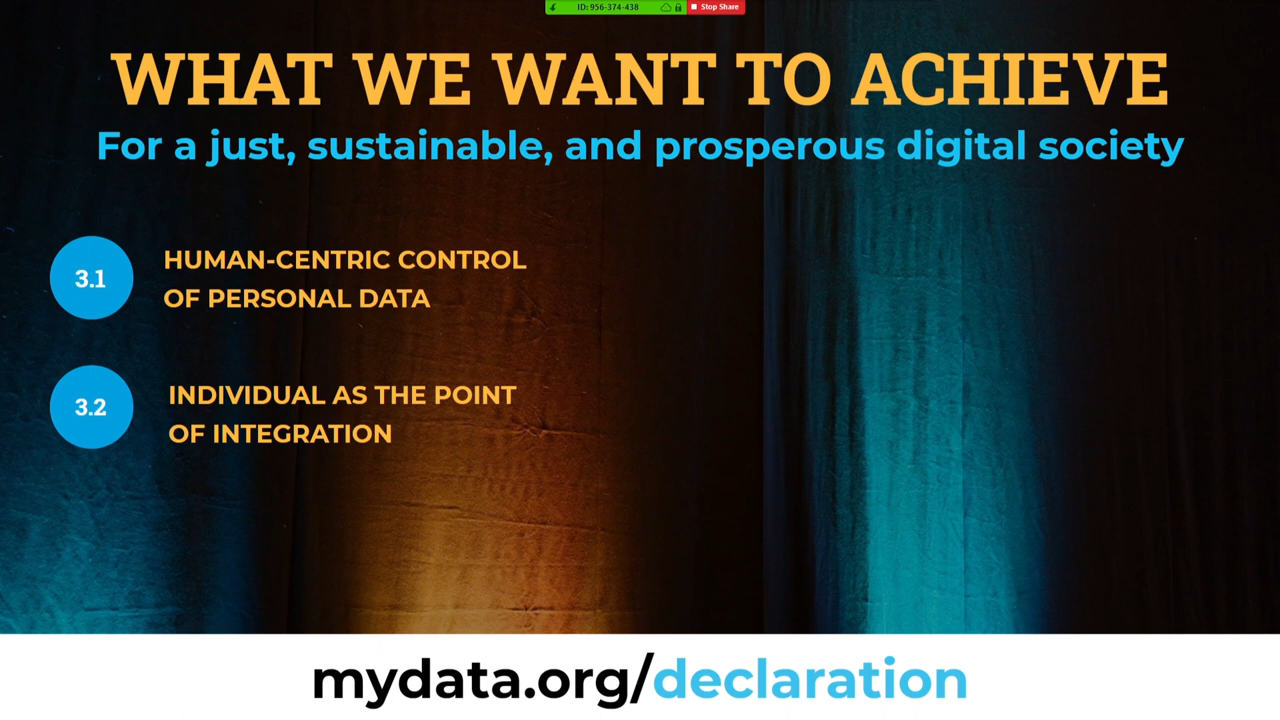 ID: 956-374-438 Stop Share
WHAT WE WANT TO ACHIEVE
For a just, sustainable, and prosperous digital society
3.1
HUMAN-CENTRIC CONTROL
OF PERSONAL DATA
3.2
INDIVIDUAL AS THE POINT
OF INTEGRATION
mydata.org/declaration